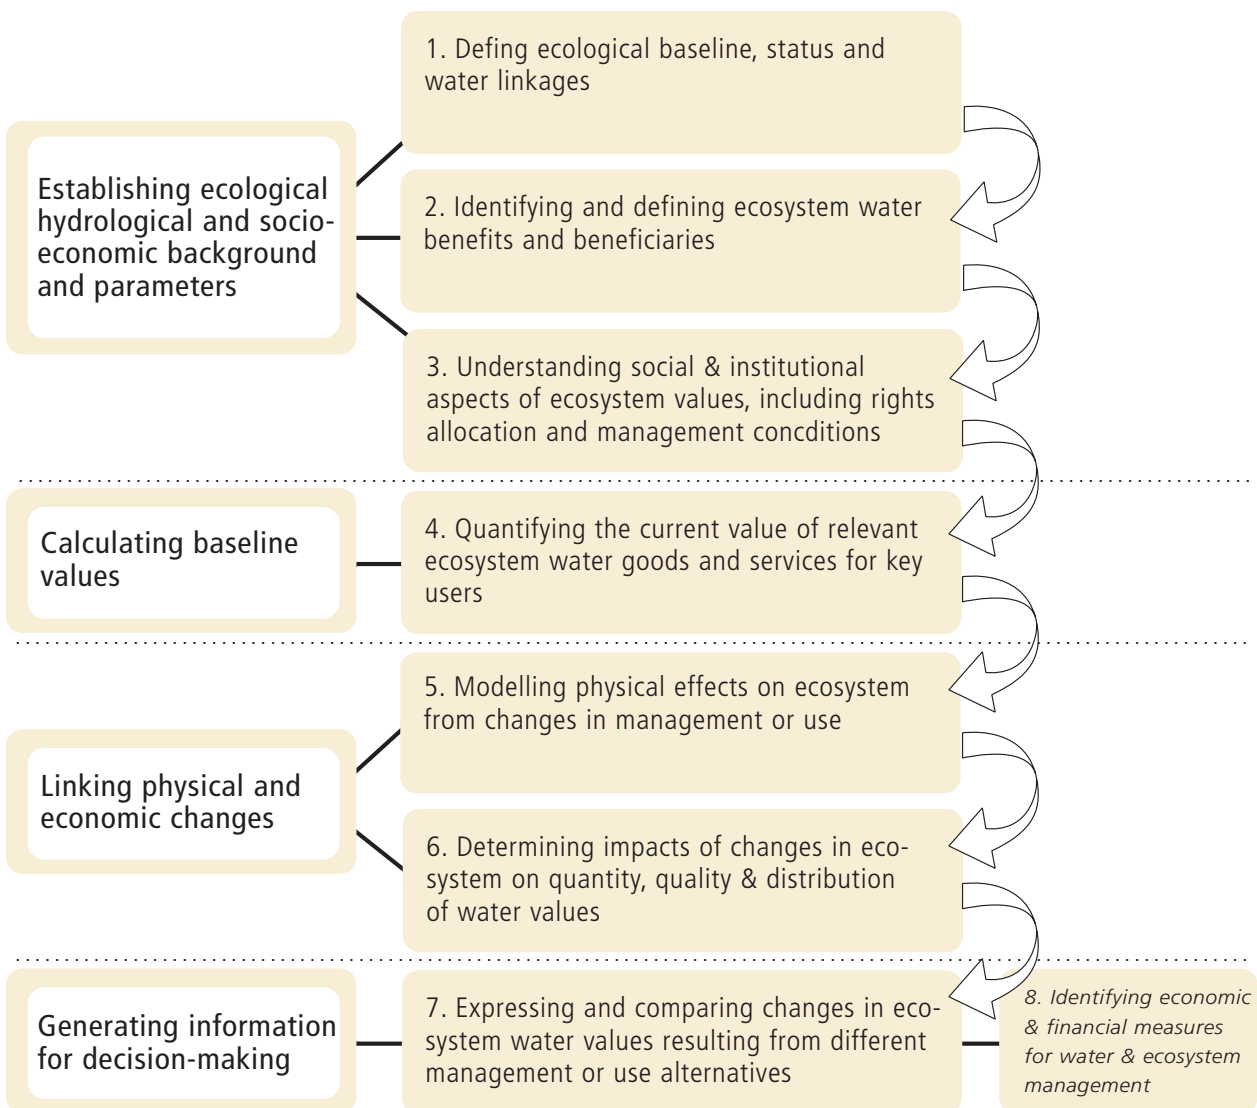 1. Defing ecological baseline, status and
water linkages
Establishing ecological
hydrological and socio-
economic background
and parameters
2. Identifying and defining ecosystem water
benefits and beneficiaries
3. Understanding social & institutional
aspects of ecosystem values, including rights
allocation and management concditions
Calculating baseline
values
4. Quantifying the current value of relevant
ecosystem water goods and services for key
users
Linking physical and
economic changes
5. Modelling physical effects on ecosystem
from changes in management or use
6. Determining impacts of changes in eco-
system on quantity, quality & distribution
of water values
Generating information
for decision-making
7. Expressing and comparing changes in eco-
system water values resulting from different
management or use alternatives
8. Identifying economic
& financial measures
for water & ecosystem
management